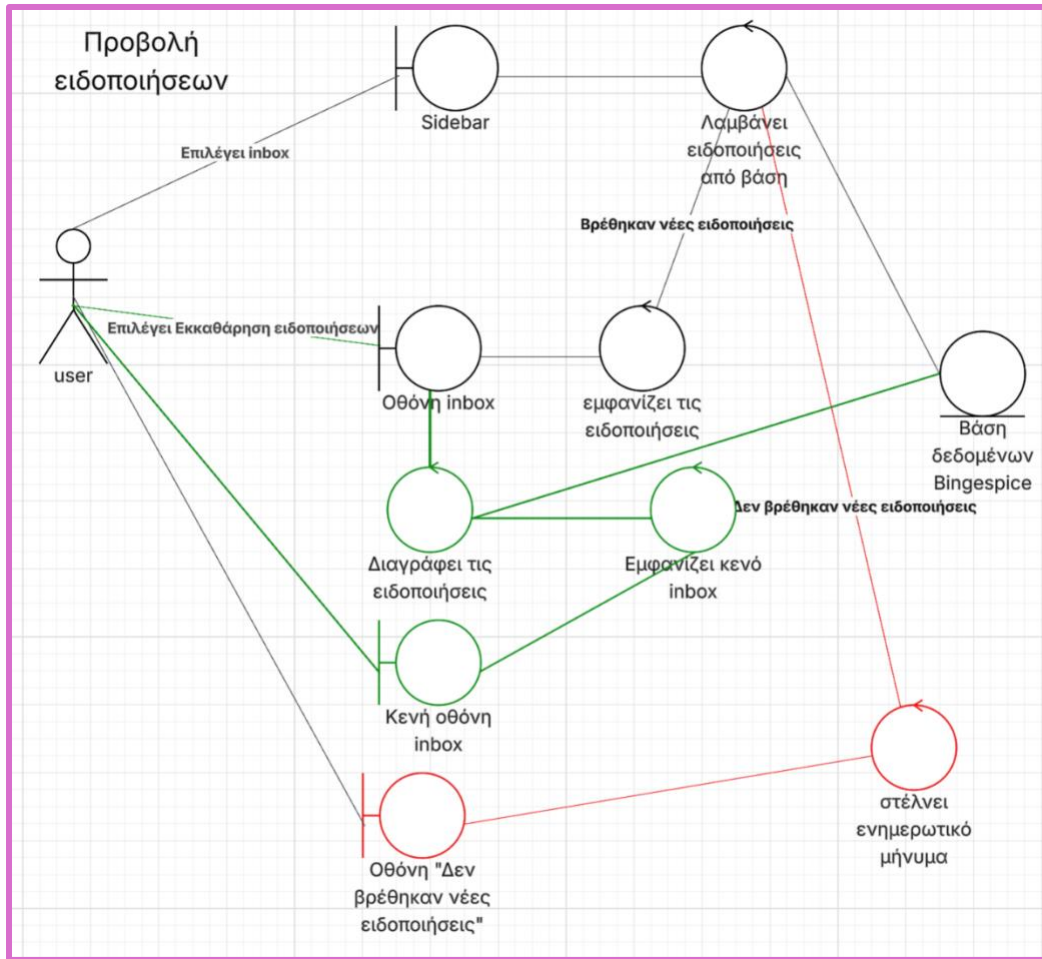 Προβολή
ειδοποιήσεων
Sidebar
Λαμβάνει
ειδοποιήσεις
από βάση
Επιλέγει inbox
Βρέθηκαν νέες ειδοποιήσεις
Επιλέγει Εκκαθάρηση ειδοποιήσεων
user
Οθόνη inbox
εμφανίζει τις
ειδοποιήσεις
Βάση
δεδομένων
Bingespice
Δεν βρέθηκαν νέες ειδοποιήσεις
Διαγράφει τις
ειδοποιήσεις
Εμφανίζει κενό
inbox
Κενή οθόνη
inbox
στέλνει
ενημερωτικό
μήνυμα
Οθόνη "Δεν
βρέθηκαν νέες
ειδοποιήσεις"